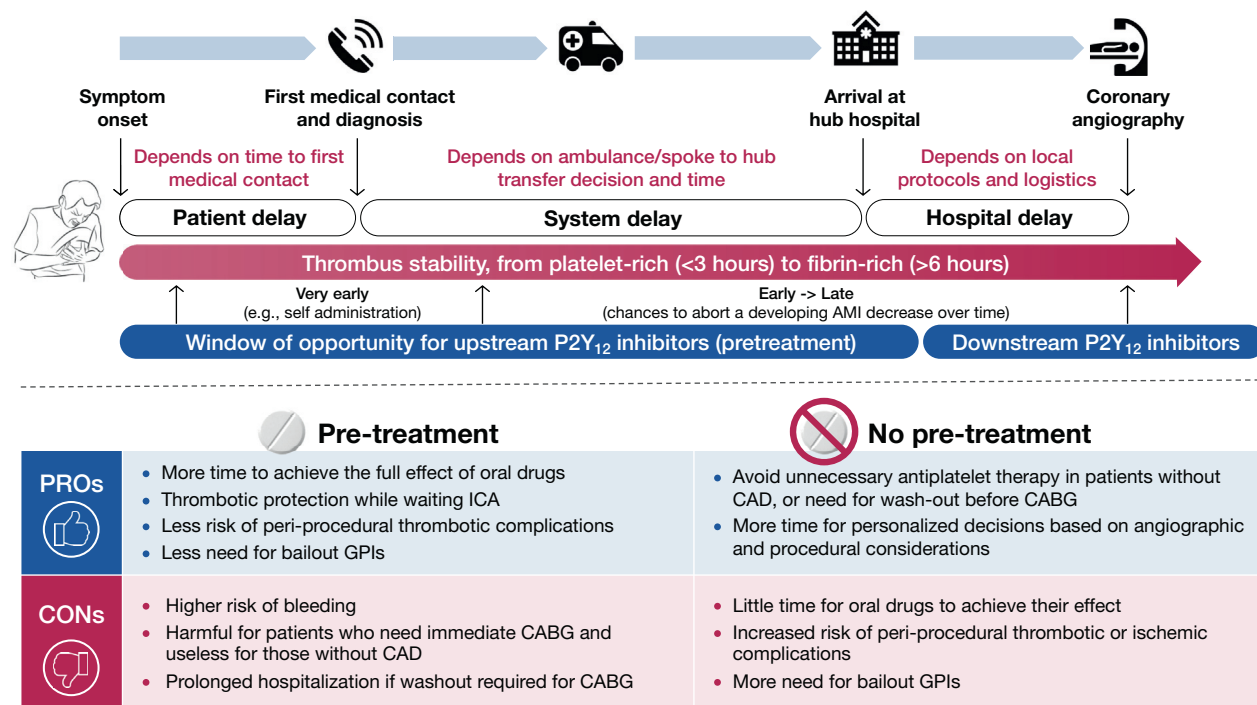 Symptom
onset
First medical contact
and diagnosis
Arrival at
hub hospital
Coronary
angiography
Depends on time to first
medical contact
Depends on ambulance/spoke to hub
transfer decision and time
Depends on local
protocols and logistics
Patient delay
System delay
Hospital delay
Thrombus stability, from platelet-rich (<3 hours) to fibrin-rich (>6 hours)
Very early
(e.g., self administration)
Early -> Late
(chances to abort a developing AMI decrease over time)
Window of opportunity for upstream P2Y₁₂ inhibitors (pretreatment)
Downstream P2Y₁₂ inhibitors
Pre-treatment
No pre-treatment
PROs
• More time to achieve the full effect of oral drugs
• Thrombotic protection while waiting ICA
• Less risk of peri-procedural thrombotic complications
• Less need for bailout GPIs
• Avoid unnecessary antiplatelet therapy in patients without
CAD, or need for wash-out before CABG
• More time for personalized decisions based on angiographic
and procedural considerations
CONs
• Higher risk of bleeding
• Harmful for patients who need immediate CABG and
useless for those without CAD
• Prolonged hospitalization if washout required for CABG
• Little time for oral drugs to achieve their effect
• Increased risk of peri-procedural thrombotic or ischemic
complications
• More need for bailout GPIs